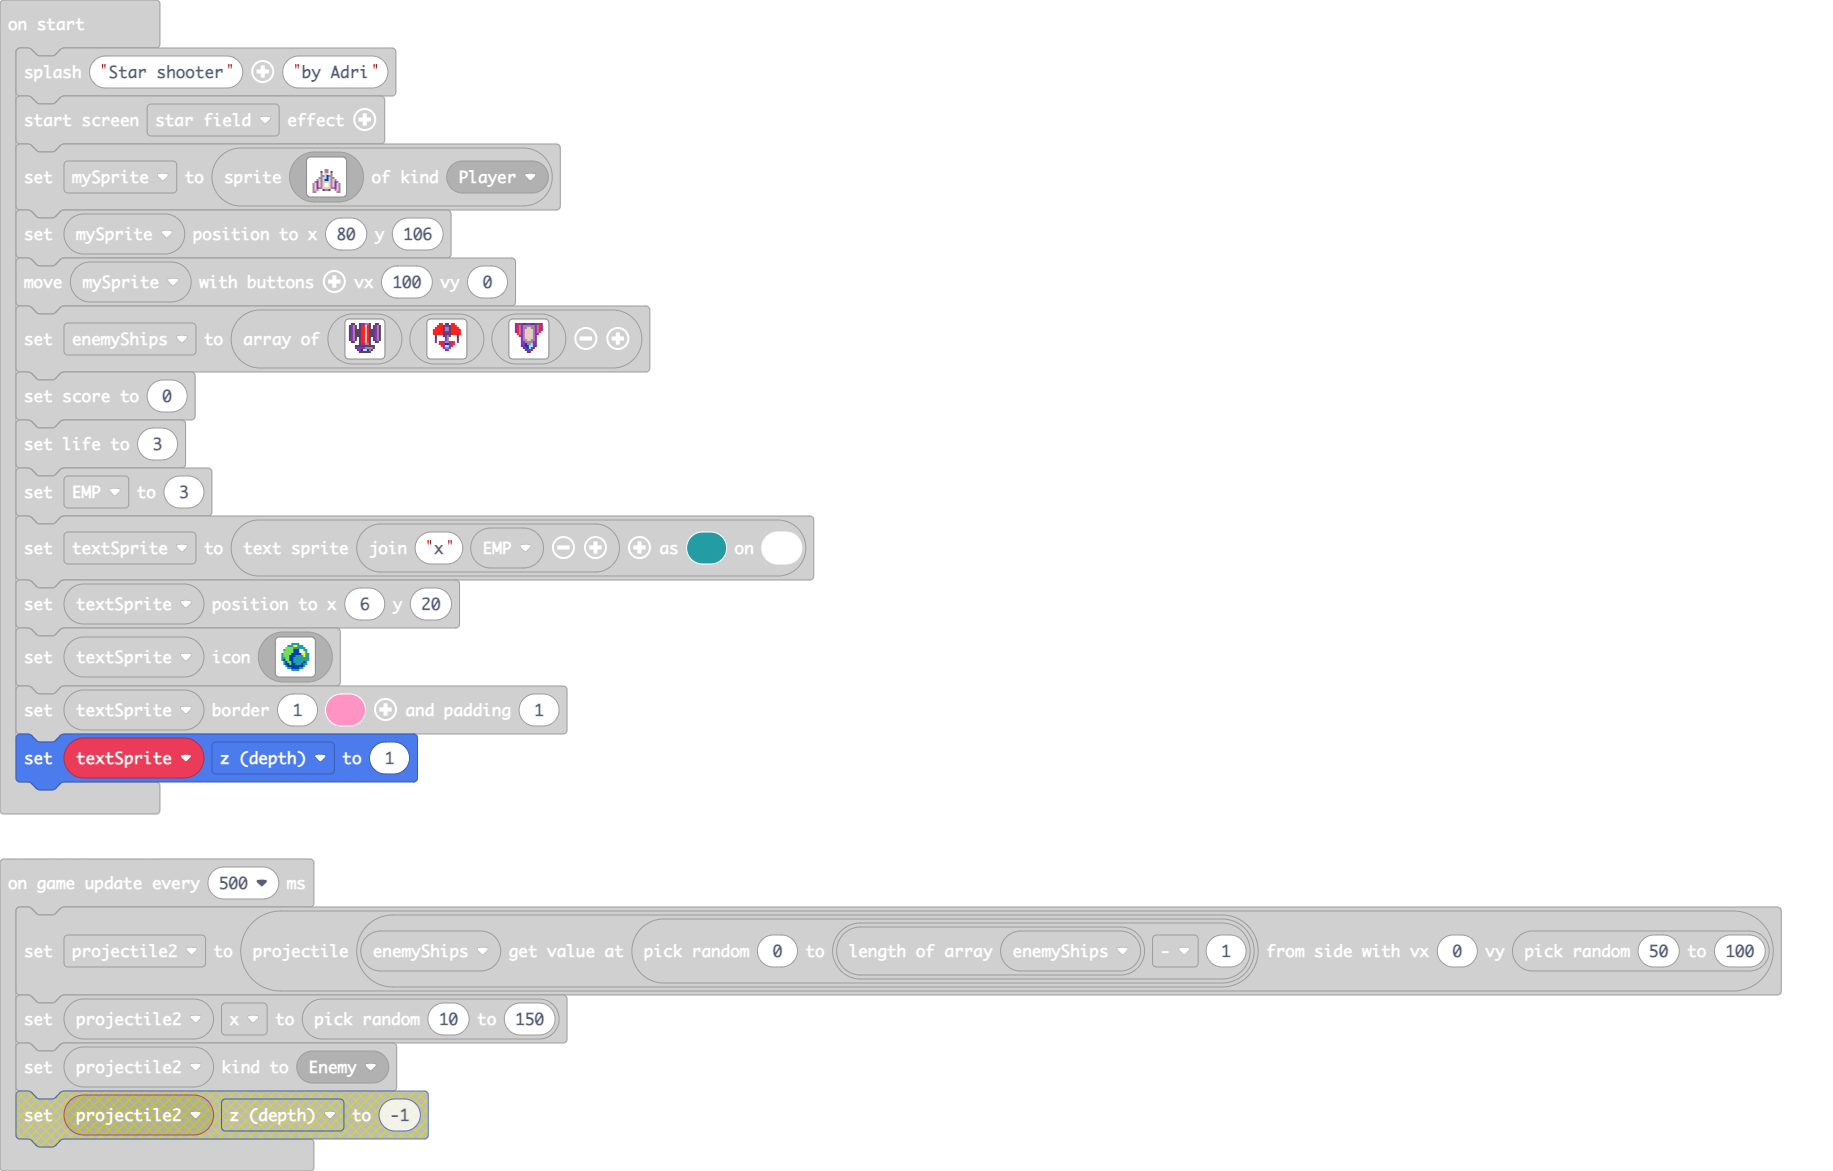 on start
splash "Star shooter" "by Adri"
start screen star field effect
set mySprite to sprite of kind Player
set mySprite position to x 80 y 106
move mySprite with buttons vx 100 vy 0
set enemyShips to array of
set score to 0
set life to 3
set EMP to 3
set textSprite to text sprite join "x" EMP as on
set textSprite position to x 6 y 20
set textSprite icon
set textSprite border 1 and padding 1
set textSprite z (depth) to 1
on game update every 500 ms
set projectile2 to projectile enemyShips get value at pick random 0 to length of array enemyShips - 1 from side with vx 0 vy pick random 50 to 100
set projectile2 x to pick random 10 to 150
set projectile2 kind to Enemy
set projectile2 z (depth) to -1